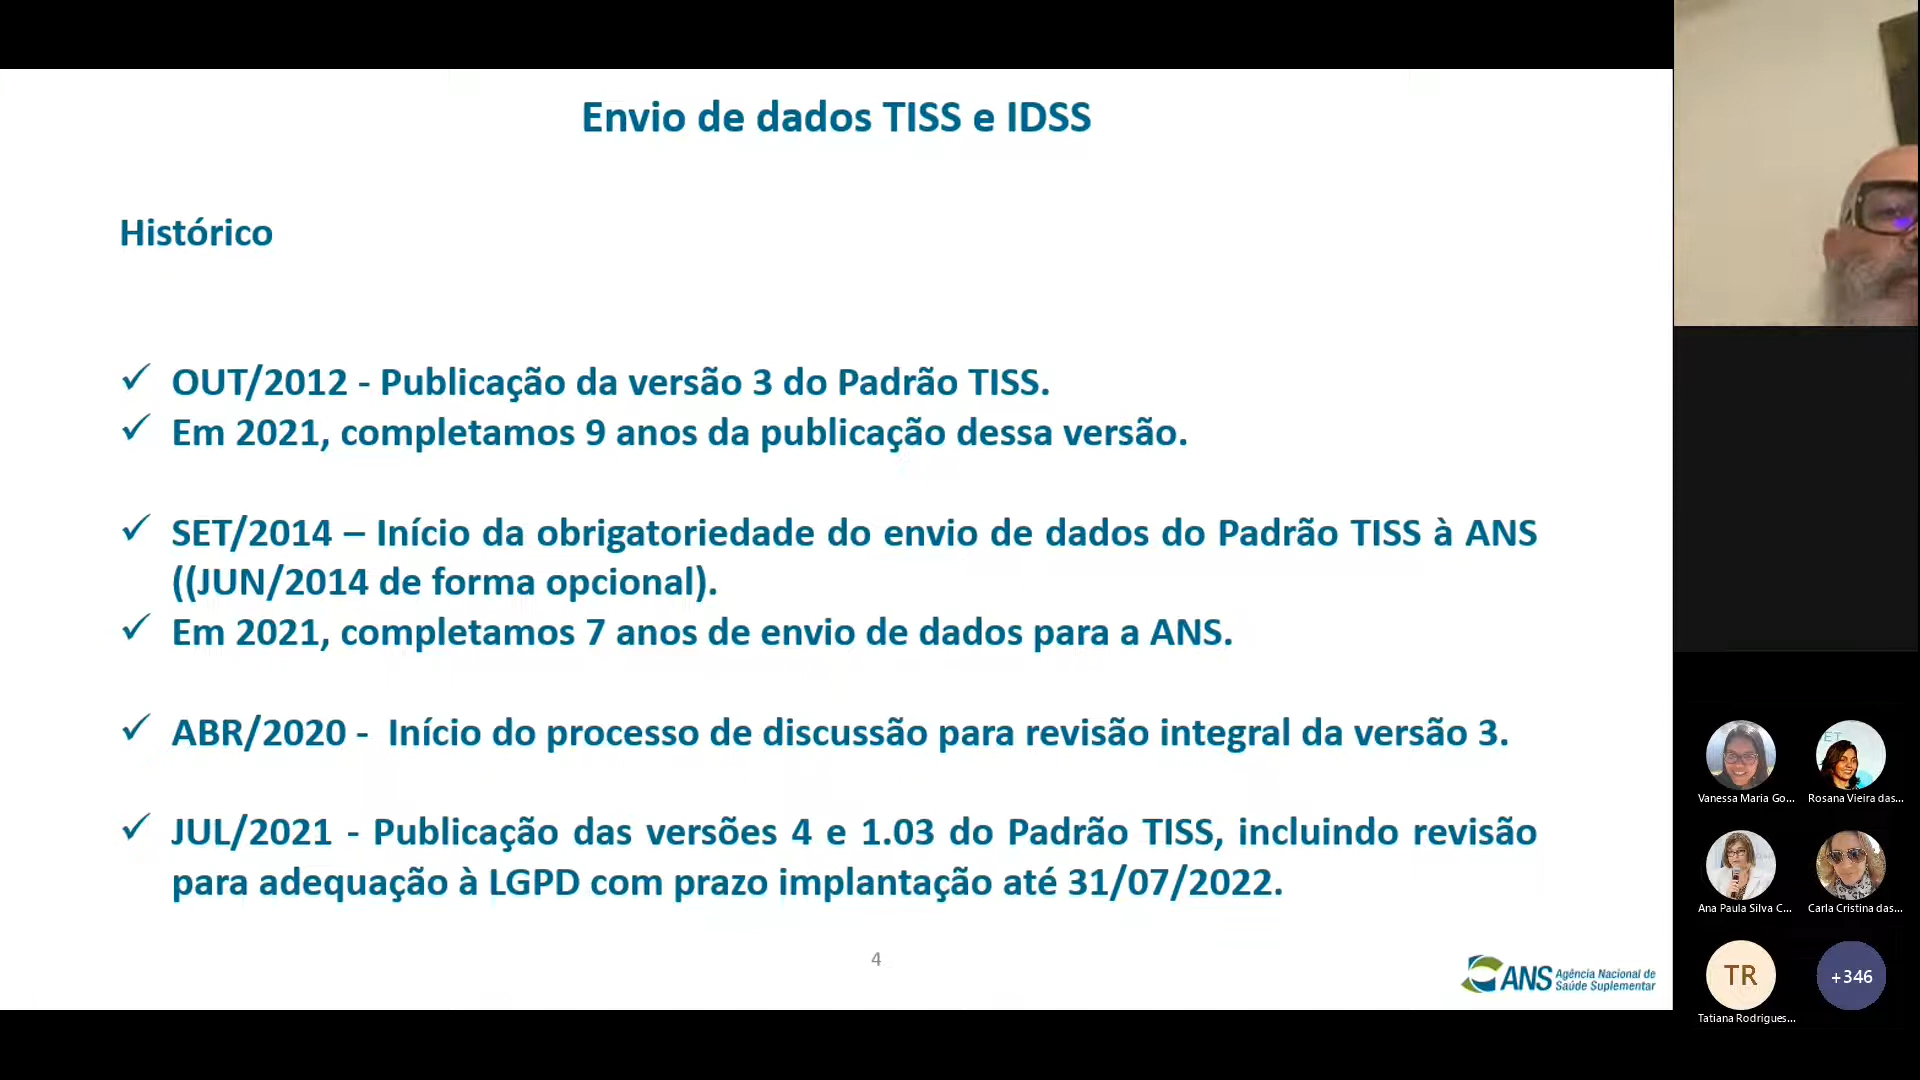 Envio de dados TISS e IDSS
Histórico
✓ OUT/2012 - Publicação da versão 3 do Padrão TISS.
✓ Em 2021, completamos 9 anos da publicação dessa versão.
✓ SET/2014 – Início da obrigatoriedade do envio de dados do Padrão TISS à ANS
((JUN/2014 de forma opcional).
✓ Em 2021, completamos 7 anos de envio de dados para a ANS.
✓ ABR/2020 - Início do processo de discussão para revisão integral da versão 3.
✓ JUL/2021 - Publicação das versões 4 e 1.03 do Padrão TISS, incluindo revisão
para adequação à LGPD com prazo implantação até 31/07/2022.
4
ANS Agência Nacional de
Saúde Suplementar
Vanessa Maria Go...
Rosana Vieira das...
Ana Paula Silva C...
Carla Cristina das...
TR
+346
Tatiana Rodrigues...